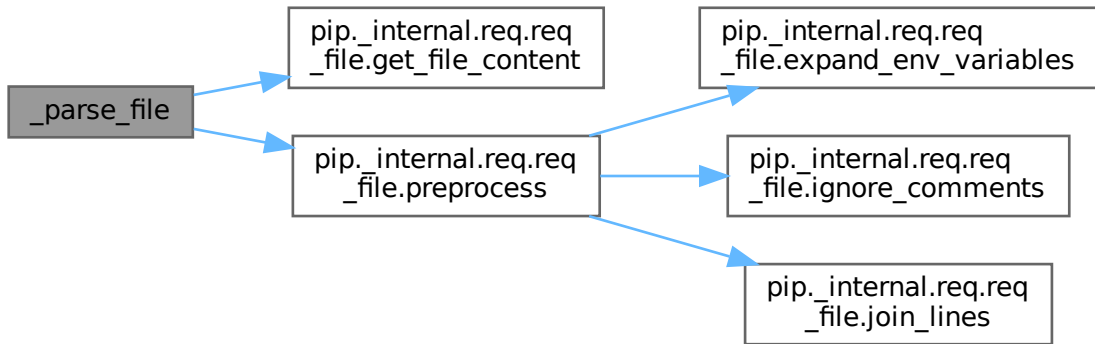 _parse_file
pip._internal.req.req
_file.get_file_content
pip._internal.req.req
_file.preprocess
pip._internal.req.req
_file.expand_env_variables
pip._internal.req.req
_file.ignore_comments
pip._internal.req.req
_file.join_lines